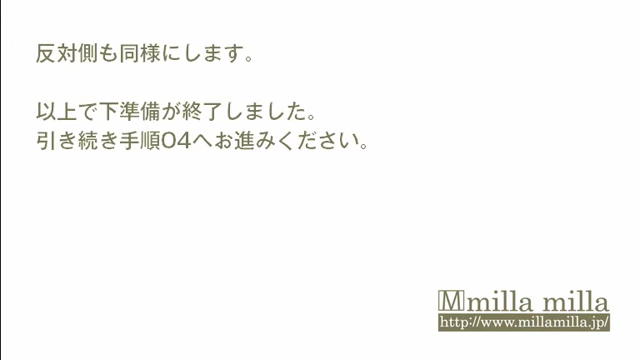 反対側も同様にします。
以上で下準備が終了しました。
引き続き手順04へお進みください。
M milla milla
http://www.millamilla.jp/